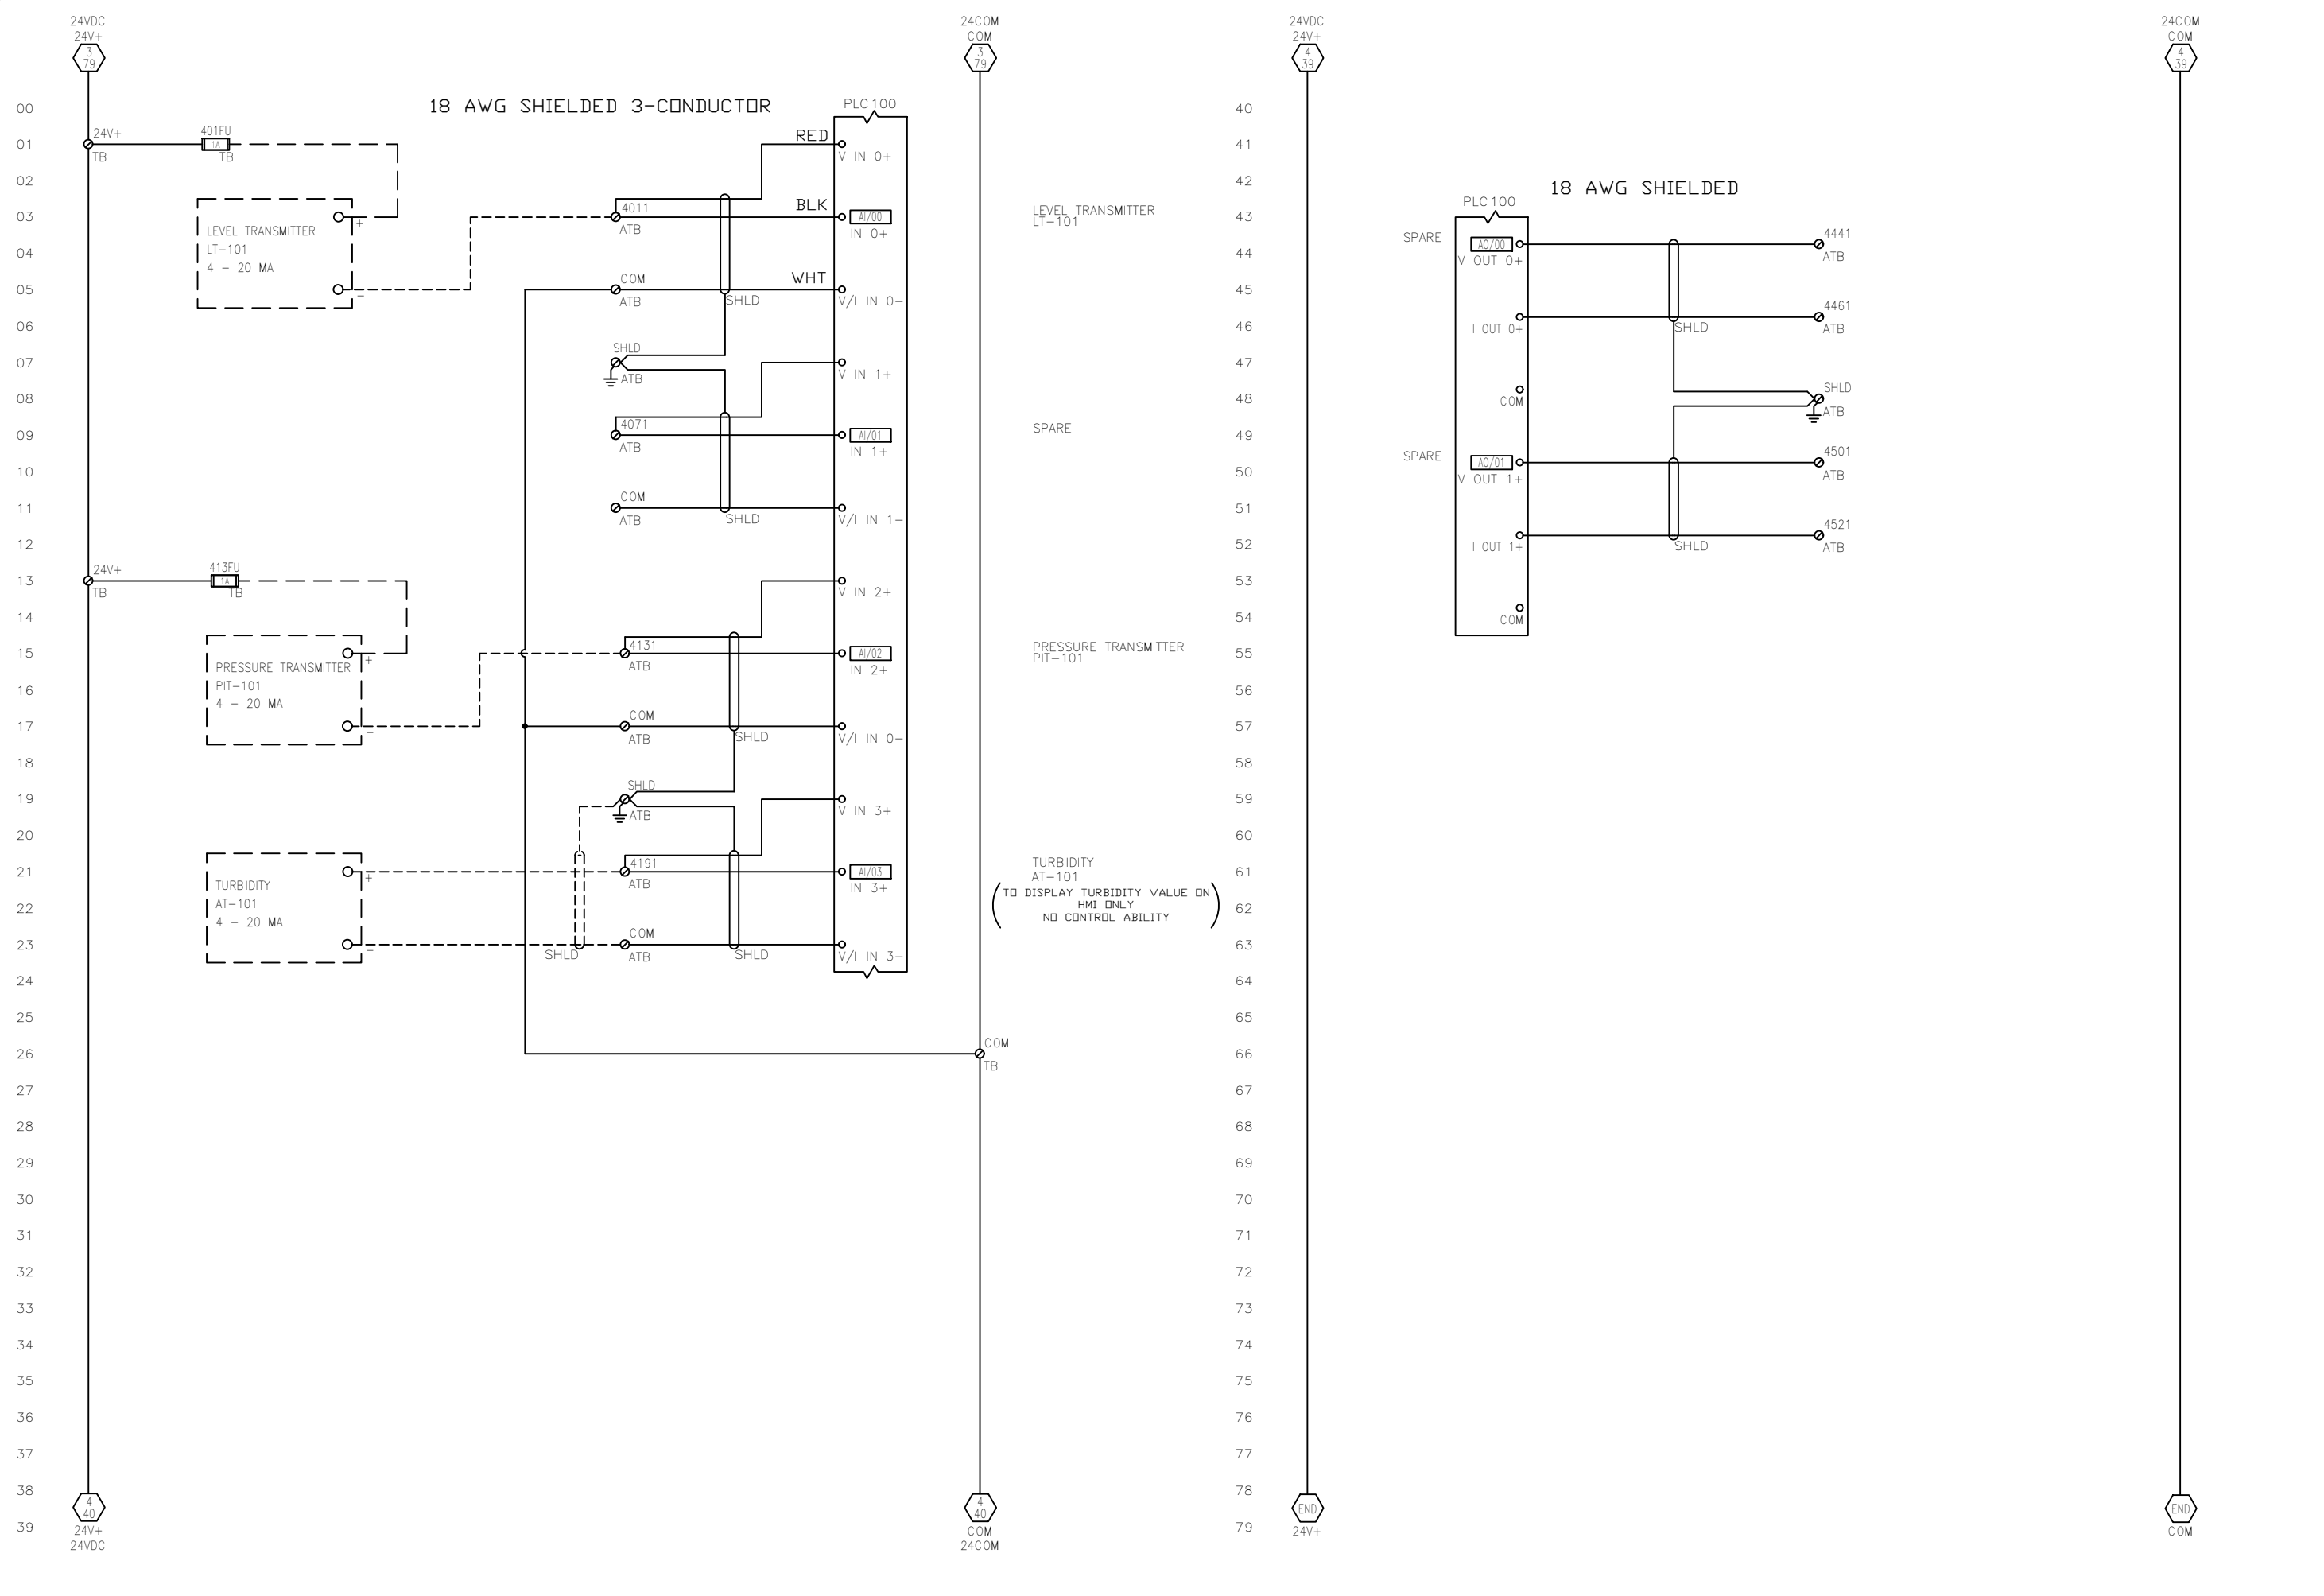 24VDC
24V+
3
79
24COM
COM
3
79
24VDC
24V+
4
39
24COM
COM
4
39
00
01
02
03
04
05
06
07
08
09
10
11
12
13
14
15
16
17
18
19
20
21
22
23
24
25
26
27
28
29
30
31
32
33
34
35
36
37
38
39
18 AWG SHIELDED 3-CONDUCTOR
PLC100
24V+
TB
401FU
1A
TB
RED
V IN 0+
LEVEL TRANSMITTER
LT-101
4 - 20 MA
+
-
4011
ATB
BLK
AI/00
I IN 0+
COM
ATB
WHT
SHLD
V/I IN 0-
SHLD
ATB
V IN 1+
4071
ATB
AI/01
I IN 1+
COM
ATB
SHLD
V/I IN 1-
24V+
TB
413FU
1A
TB
V IN 2+
PRESSURE TRANSMITTER
PIT-101
4 - 20 MA
+
-
4131
ATB
AI/02
I IN 2+
COM
ATB
SHLD
V/I IN 0-
SHLD
ATB
V IN 3+
TURBIDITY
AT-101
4 - 20 MA
+
-
4191
ATB
AI/03
I IN 3+
SHLD
COM
ATB
SHLD
V/I IN 3-
COM
TB
LEVEL TRANSMITTER
LT-101
SPARE
PRESSURE TRANSMITTER
PIT-101
TURBIDITY
AT-101
(TO DISPLAY TURBIDITY VALUE ON
HMI ONLY
NO CONTROL ABILITY)
40
41
42
43
44
45
46
47
48
49
50
51
52
53
54
55
56
57
58
59
60
61
62
63
64
65
66
67
68
69
70
71
72
73
74
75
76
77
78
79
18 AWG SHIELDED
PLC100
SPARE
AO/00
V OUT 0+
4441
ATB
I OUT 0+
SHLD
4461
ATB
COM
SHLD
ATB
SPARE
AO/01
V OUT 1+
4501
ATB
I OUT 1+
SHLD
4521
ATB
COM
4
40
24V+
24VDC
4
40
COM
24COM
END
24V+
END
COM